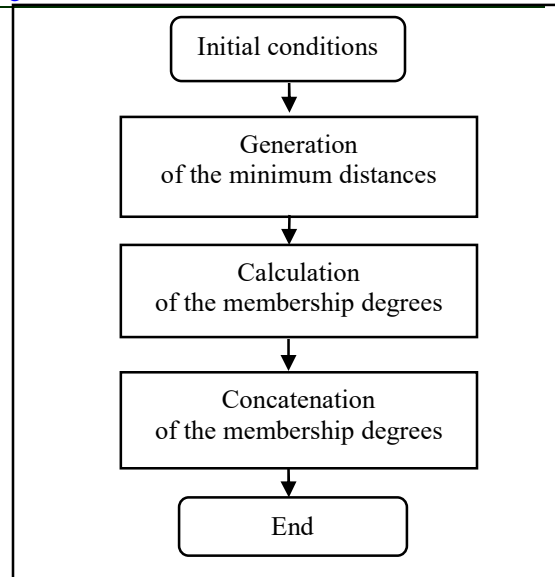 Initial conditions
Generation
of the minimum distances
Calculation
of the membership degrees
Concatenation
of the membership degrees
End